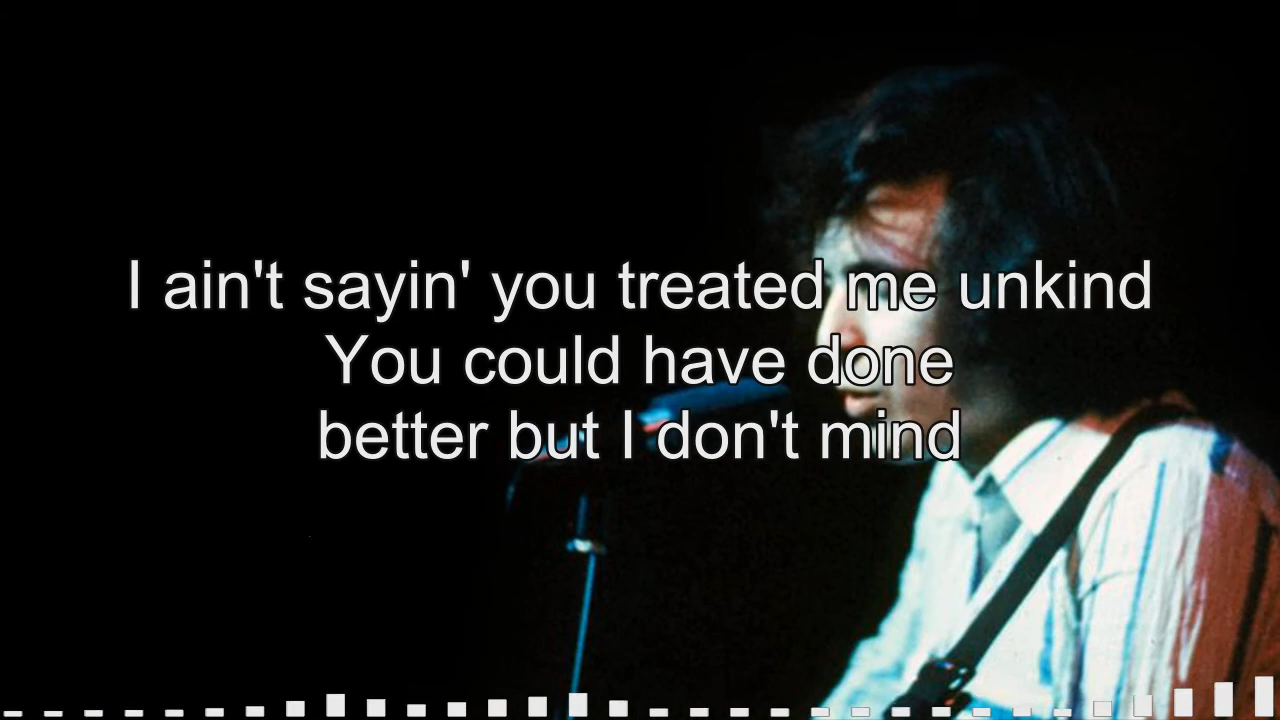 I ain't sayin' you treated me unkind
You could have done
better but I don't mind